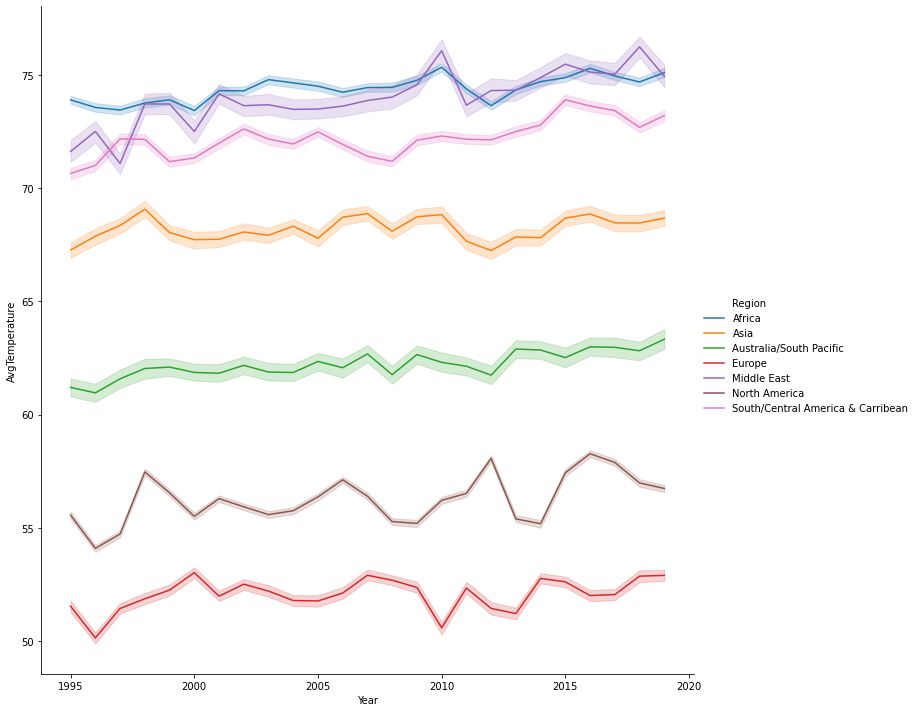 75
70
65
60
55
50
AvgTemperature
1995
2000
2005
2010
2015
2020
Year
Region
Africa
Asia
Australia/South Pacific
Europe
Middle East
North America
South/Central America & Carribean